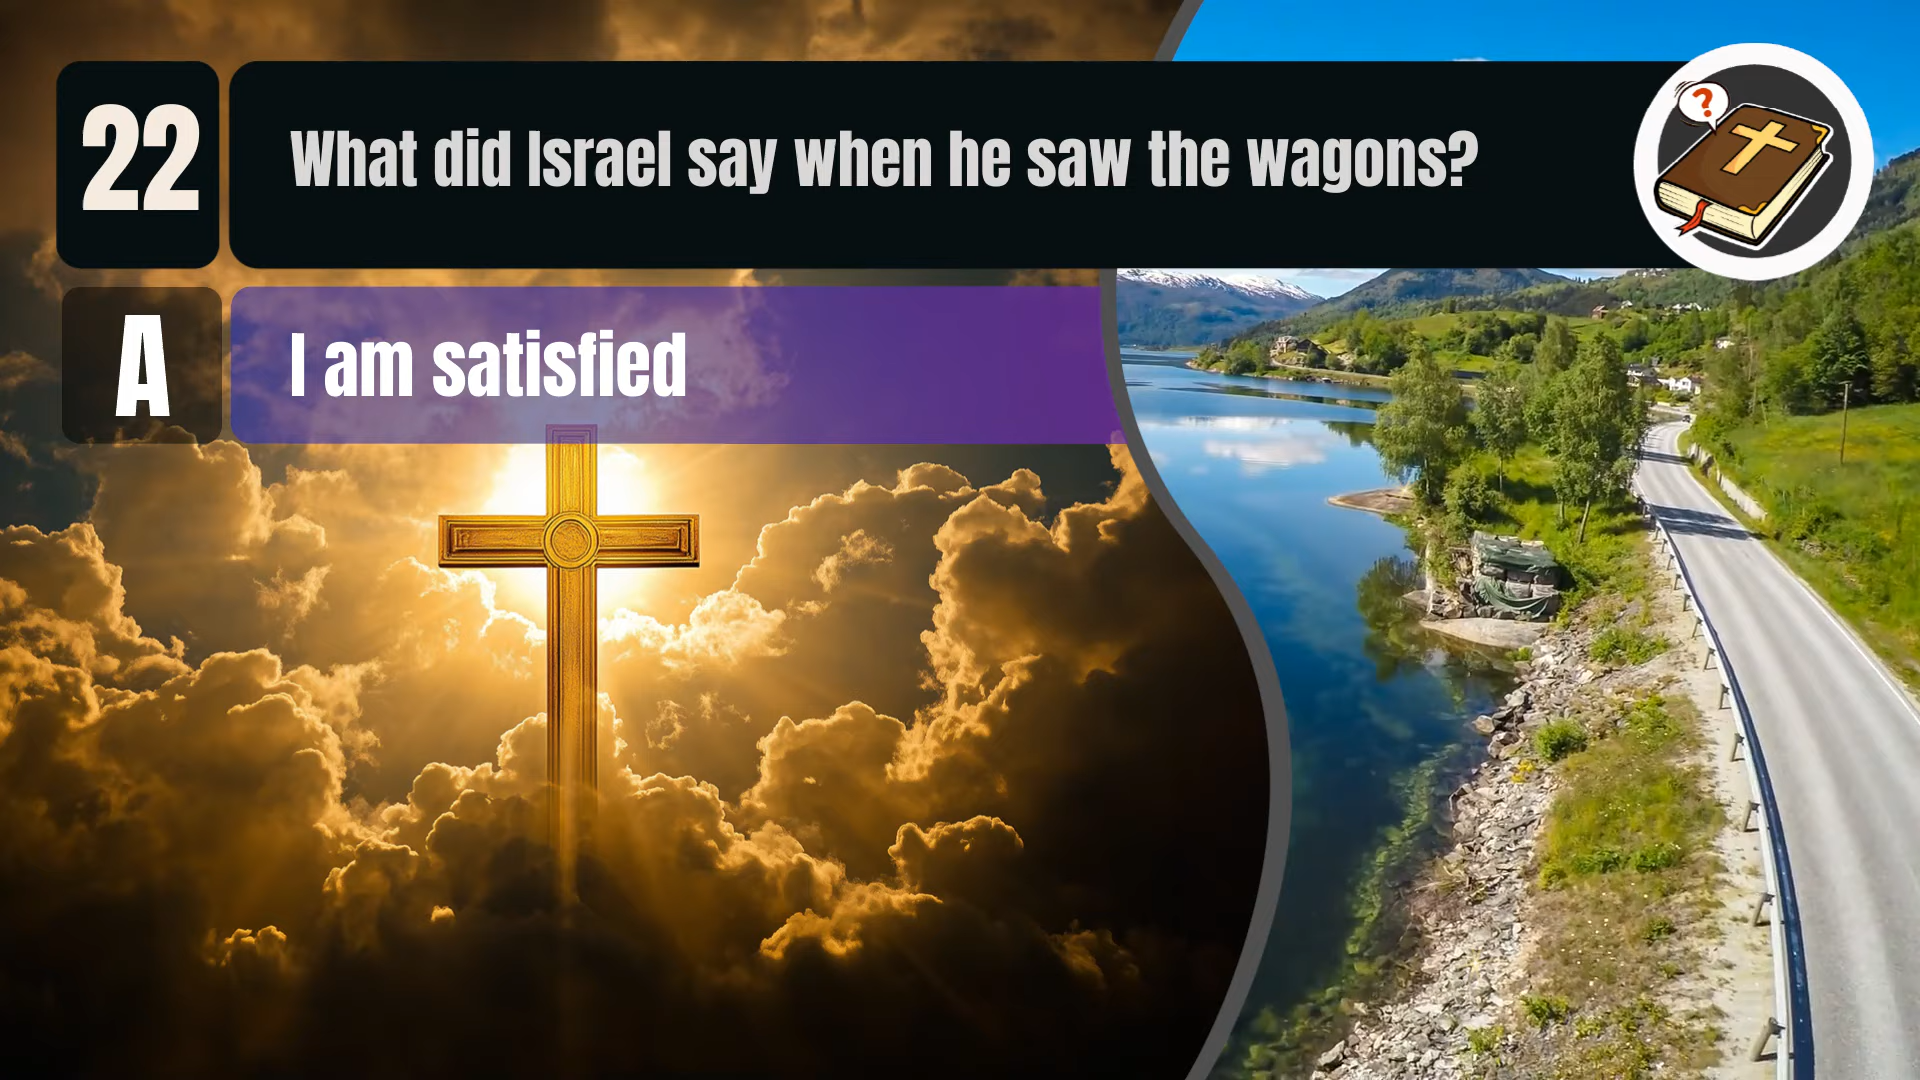 22
What did Israel say when he saw the wagons?
?
A
I am satisfied